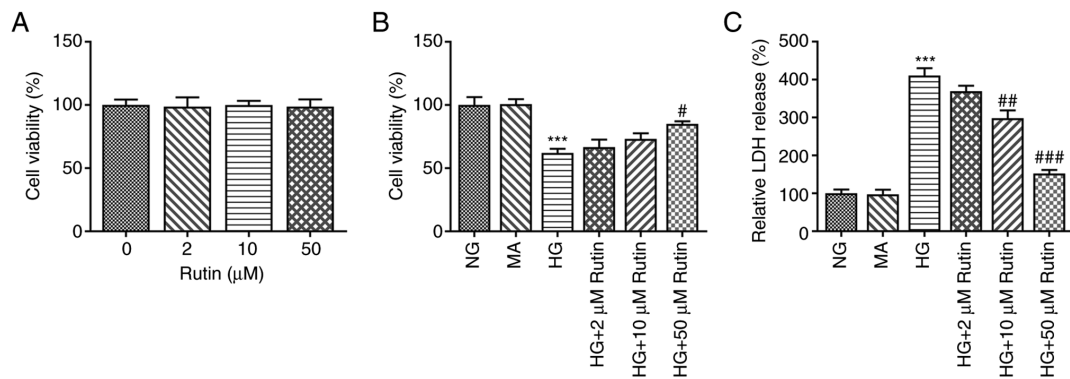 A
Cell viability (%)
150
100
50
0
0 2 10 50
Rutin (μM)
B
Cell viability (%)
150
100
50
0
***
#
NG
MA
HG
HG+2 μM Rutin
HG+10 μM Rutin
HG+50 μM Rutin
C
Relative LDH release (%)
500
400
300
200
100
0
***
##
###
NG
MA
HG
HG+2 μM Rutin
HG+10 μM Rutin
HG+50 μM Rutin